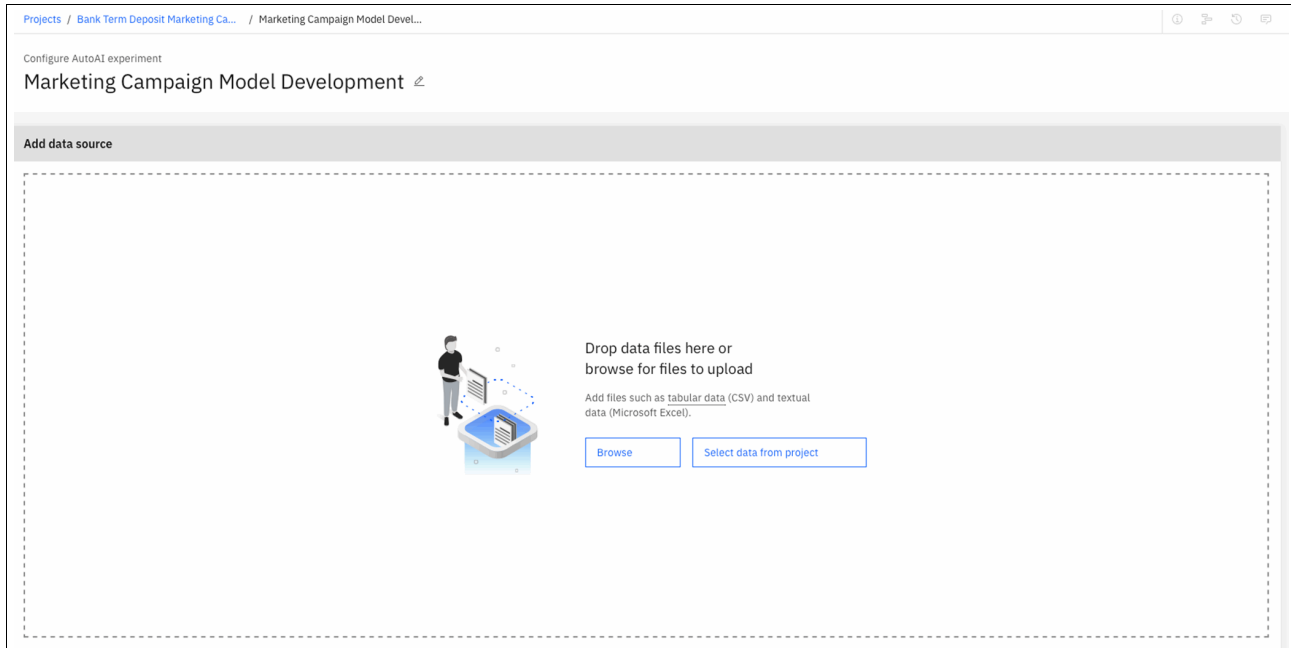 Projects / Bank Term Deposit Marketing Ca... / Marketing Campaign Model Devel...
Configure AutoAI experiment
Marketing Campaign Model Development
Add data source
Drop data files here or
browse for files to upload
Add files such as tabular data (CSV) and textual
data (Microsoft Excel).
Browse Select data from project